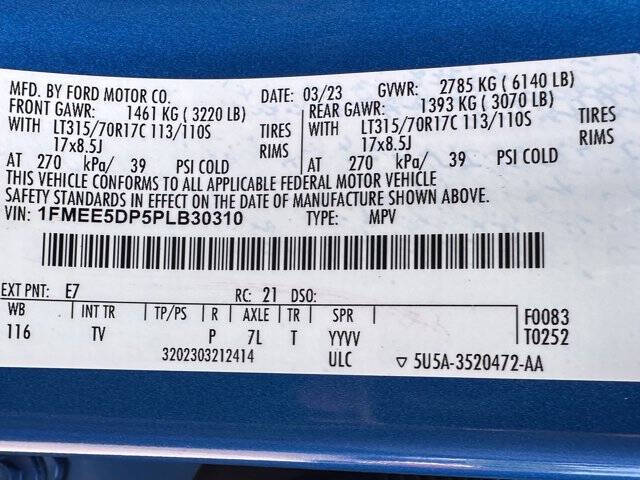 MFD. BY FORD MOTOR CO. DATE: 03/23 GVWR: 2785 KG ( 6140 LB)
FRONT GAWR: 1461 KG ( 3220 LB) REAR GAWR: 1393 KG ( 3070 LB)
WITH LT315/70R17C 113/110S TIRES WITH LT315/70R17C 113/110S TIRES
17x8.5J RIMS 17x8.5J RIMS
AT 270 kPa/ 39 PSI COLD AT 270 kPa/ 39 PSI COLD
THIS VEHICLE CONFORMS TO ALL APPLICABLE FEDERAL MOTOR VEHICLE
SAFETY STANDARDS IN EFFECT ON THE DATE OF MANUFACTURE SHOWN ABOVE.
VIN: 1FMEE5DP5PLB30310 TYPE: MPV
EXT PNT: E7 RC: 21 DSO:
WB INT TR TP/PS R AXLE TR SPR F0083
116 TV P 7L T YYVV T0252
3202303212414 ULC ▽ 5U5A-3520472-AA